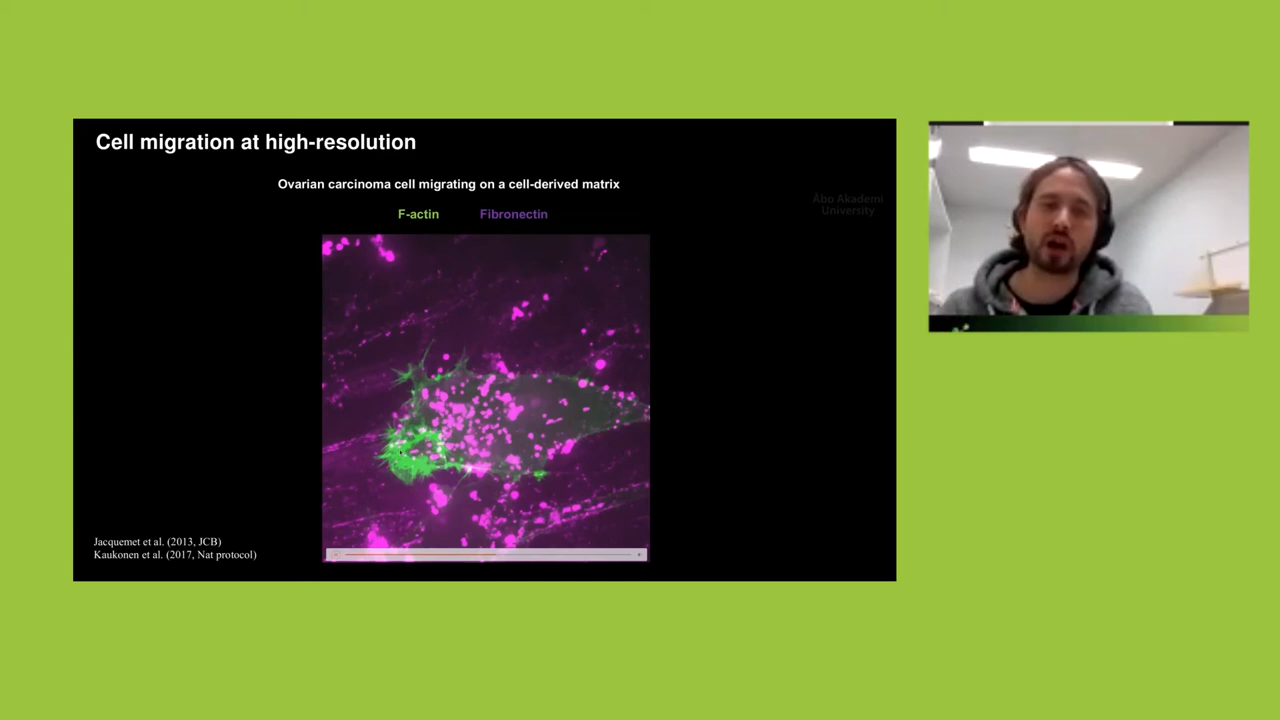 Cell migration at high-resolution
Ovarian carcinoma cell migrating on a cell-derived matrix
F-actin Fibronectin
Åbo Akademi
University
Jacquemet et al. (2013, JCB)
Kaukonen et al. (2017, Nat protocol)